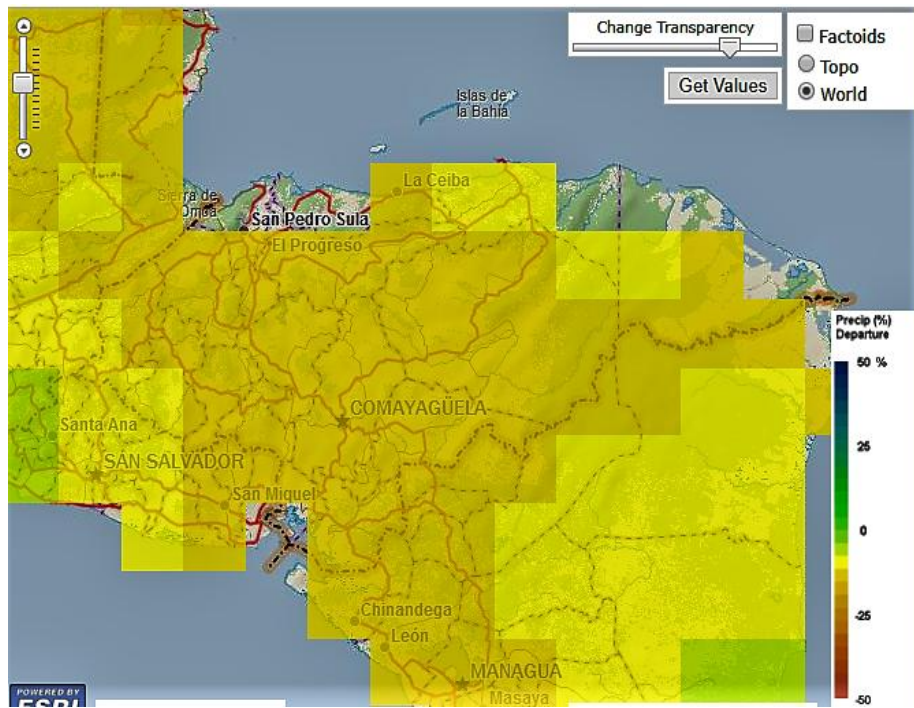 Change Transparency
Get Values
Factoids
Topo
World
Islas de
la Bahía
La Ceiba
Sierra de
Omoa
San Pedro Sula
El Progreso
Precip (%)
Departure
50 %
25
0
-25
-50
COMAYAGÜELA
Santa Ana
SAN SALVADOR
San Miquel
Chinandega
León
MANAGUA
Masaya
POWERED BY
ESRI